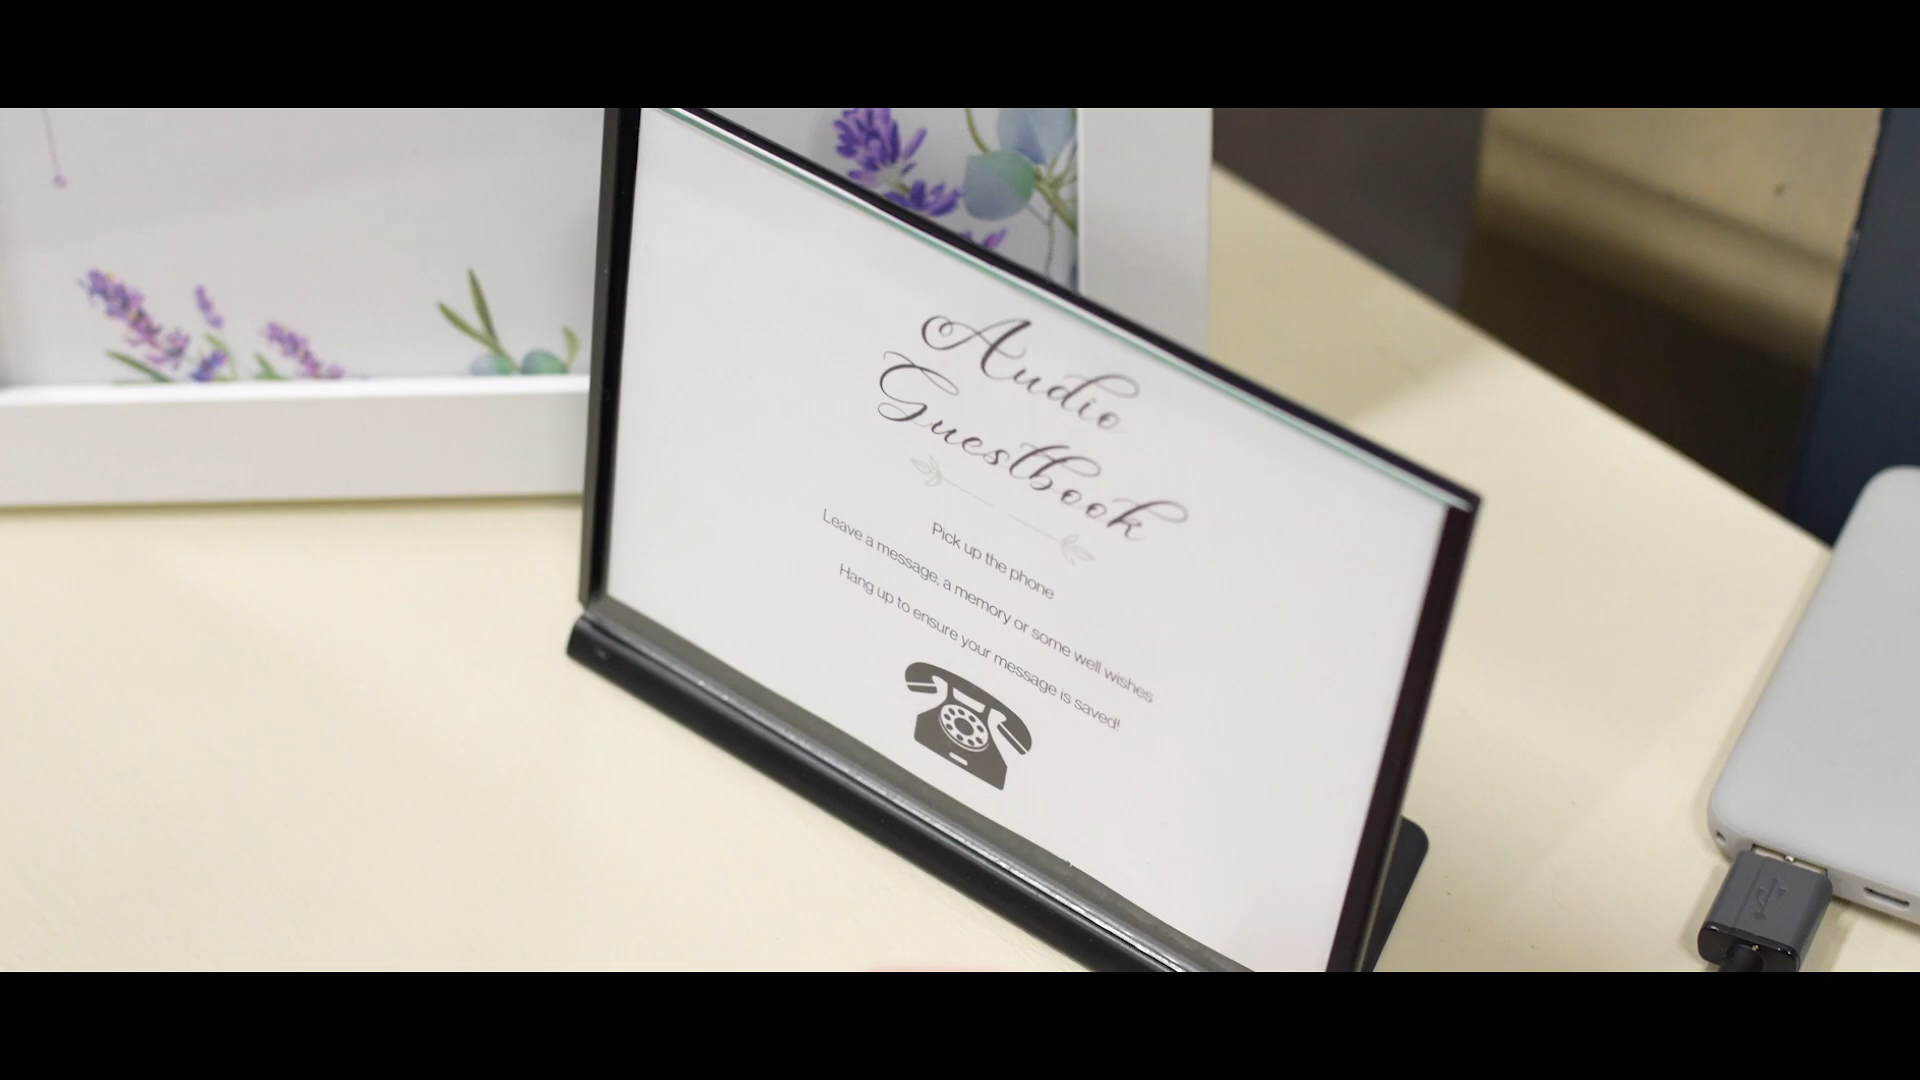 Audio
Guestbook
Pick up the phone
Leave a message, a memory or some well wishes
Hang up to ensure your message is saved!